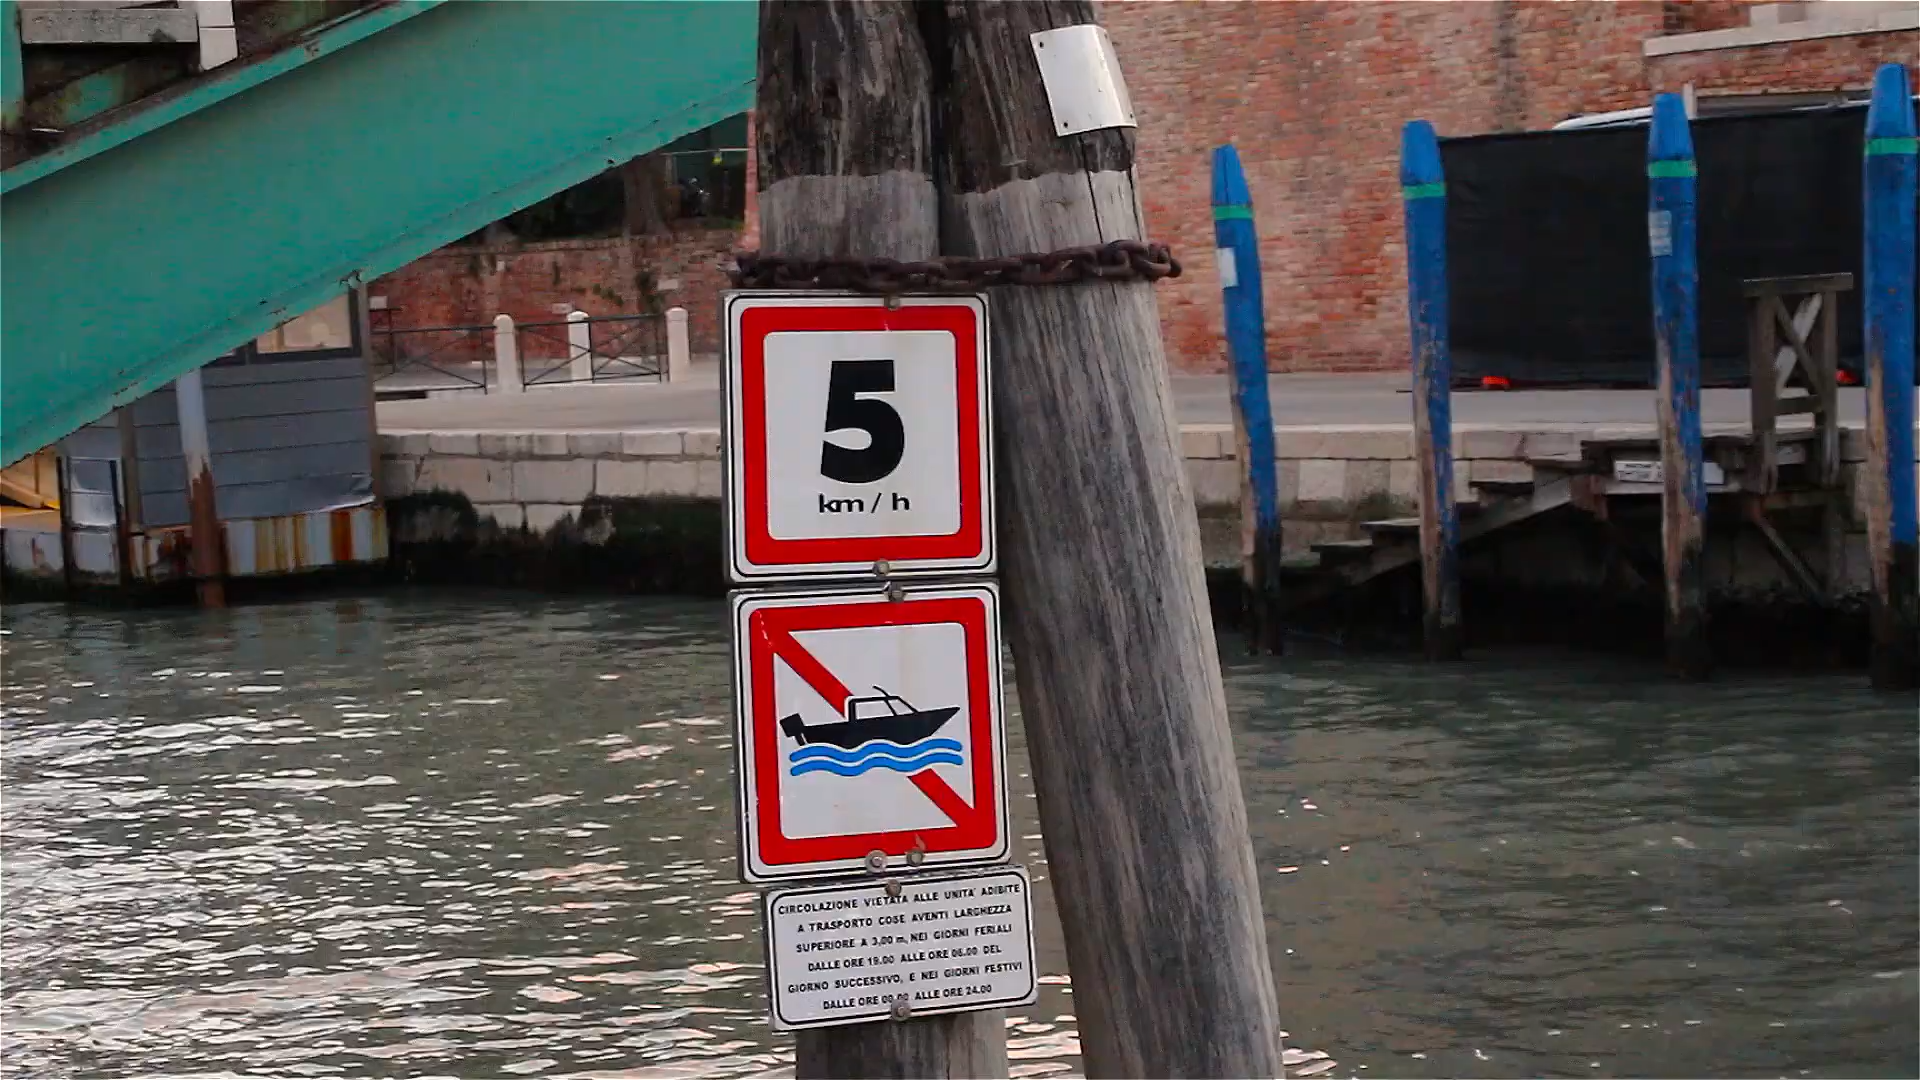 5
km / h
CIRCOLAZIONE VIETATA ALLE UNITA' ADIBITE
A TRASPORTO COSE AVENTI LARGHEZZA
SUPERIORE A 3,00 m, NEI GIORNI FERIALI
DALLE ORE 19.00 ALLE ORE 06.00 DEL
GIORNO SUCCESSIVO, E NEI GIORNI FESTIVI
DALLE ORE 00.00 ALLE ORE 24.00